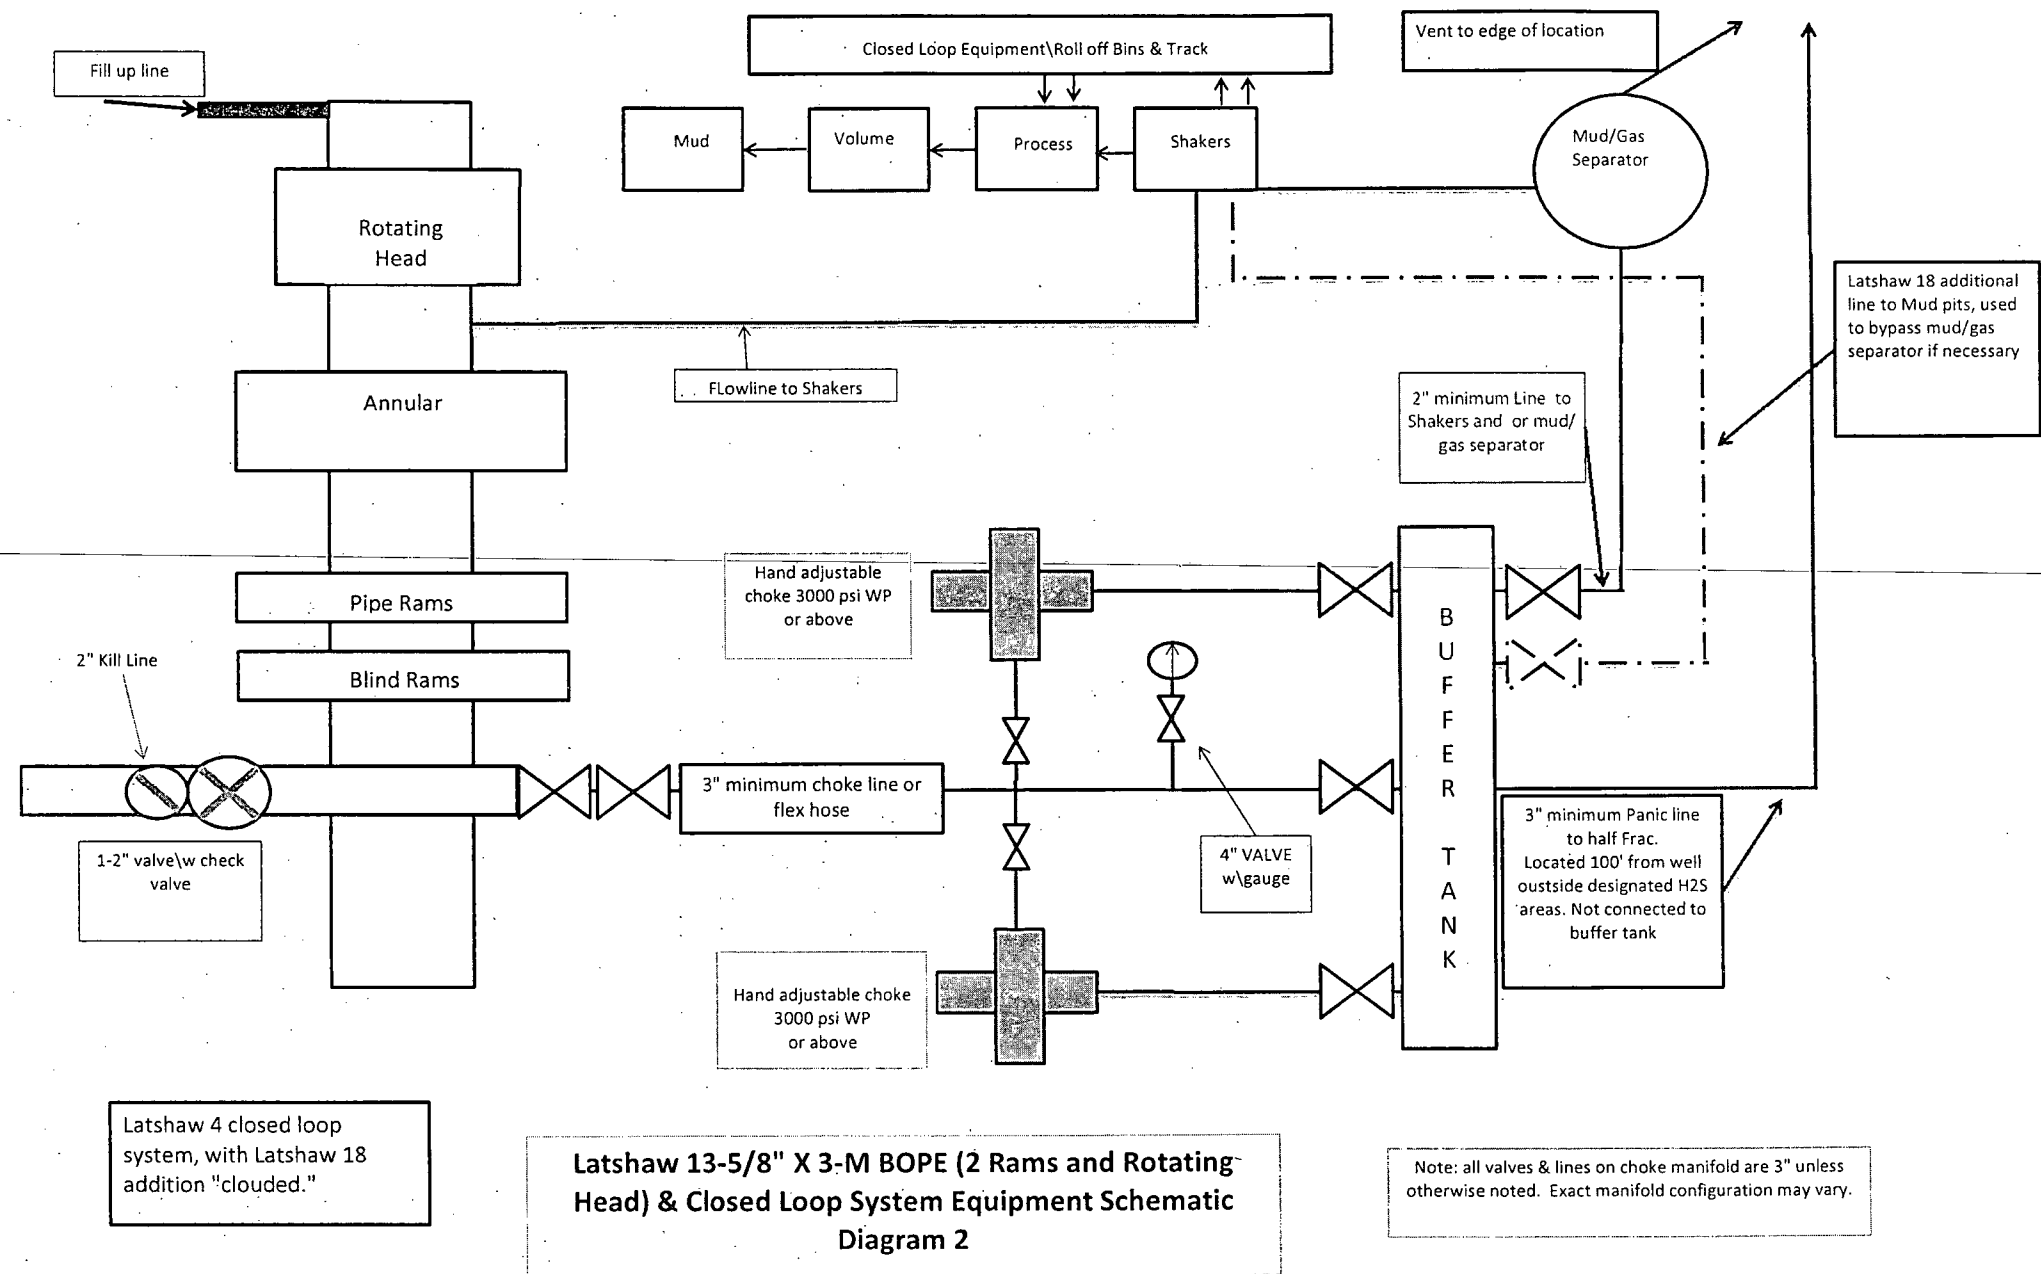 Closed Loop Equipment\Roll off Bins & Track
Vent to edge of location
Fill up line
Mud
Volume
Process
Shakers
Mud/Gas
Separator
Rotating
Head
Latshaw 18 additional
line to Mud pits, used
to bypass mud/gas
separator if necessary
FLowline to Shakers
Annular
2" minimum Line to
Shakers and or mud/
gas separator
Hand adjustable
choke 3000 psi WP
or above
Pipe Rams
2" Kill Line
Blind Rams
BUFFER TANK
3" minimum choke line or
flex hose
1-2" valve\w check
valve
4" VALVE
w\gauge
3" minimum Panic line
to half Frac.
Located 100' from well
oustside designated H2S
areas. Not connected to
buffer tank
Hand adjustable choke
3000 psi WP
or above
Latshaw 4 closed loop
system, with Latshaw 18
addition "clouded."
Latshaw 13-5/8" X 3-M BOPE (2 Rams and Rotating
Head) & Closed Loop System Equipment Schematic
Diagram 2
Note: all valves & lines on choke manifold are 3" unless
otherwise noted. Exact manifold configuration may vary.